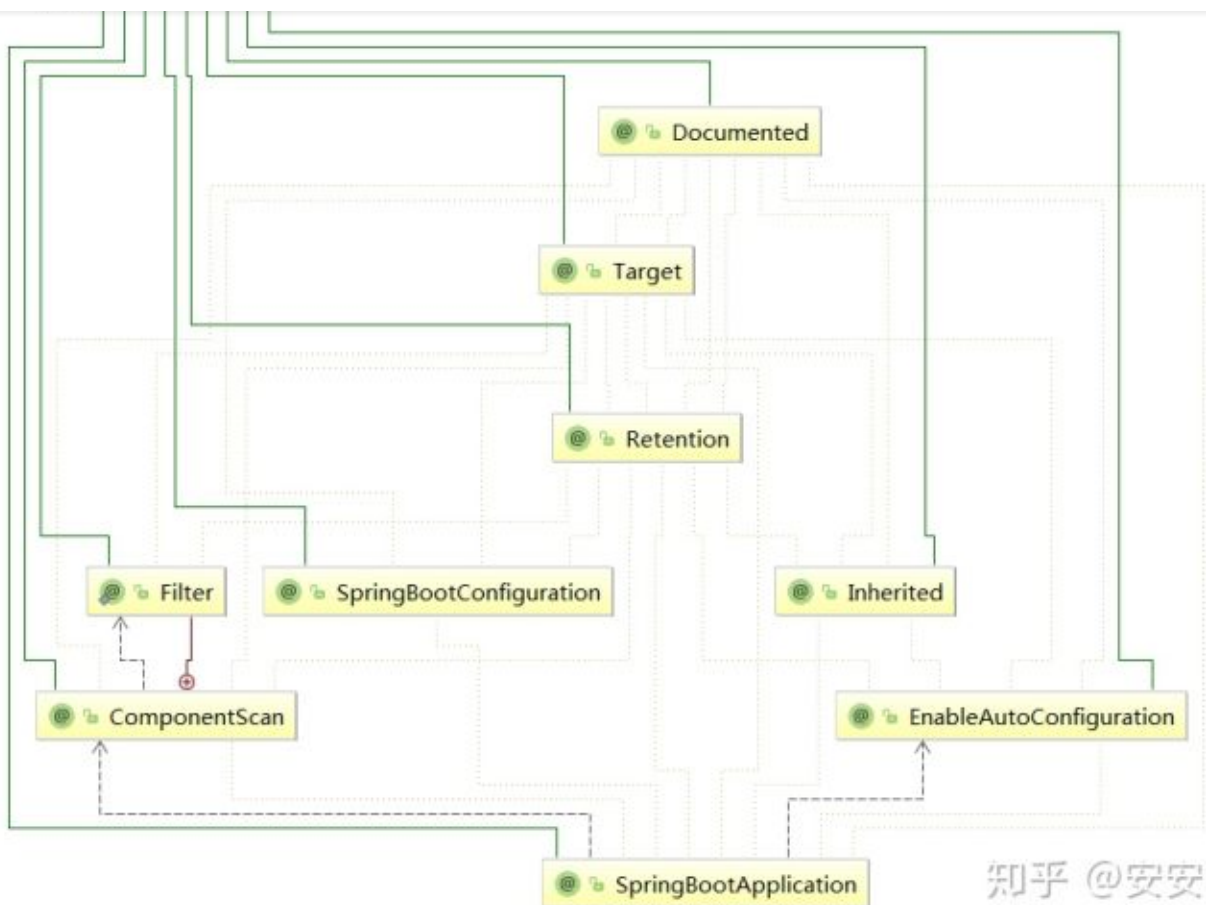 Documented
Target
Retention
Filter
SpringBootConfiguration
Inherited
ComponentScan
EnableAutoConfiguration
SpringBootApplication
知乎 @安安